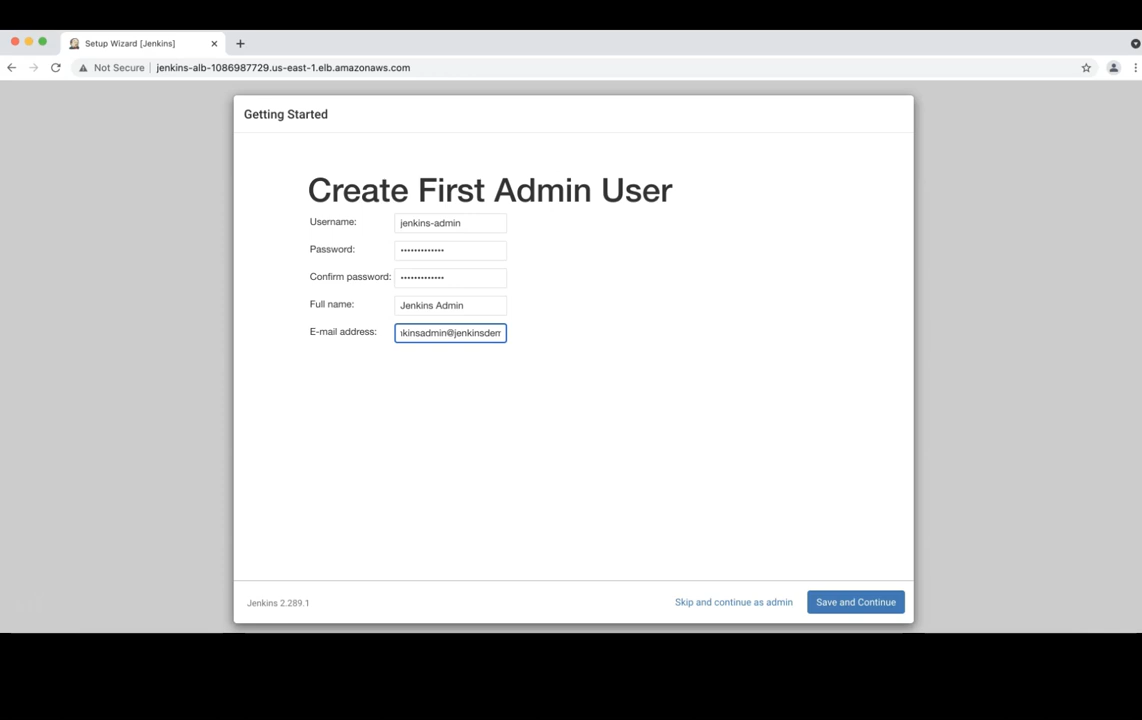 Setup Wizard [Jenkins]
Not Secure | jenkins-alb-1086987729.us-east-1.elb.amazonaws.com
Getting Started
Create First Admin User
Username: jenkins-admin
Password: •••••••••••••
Confirm password: •••••••••••••
Full name: Jenkins Admin
E-mail address: kinsadmin@jenkinsdem
Jenkins 2.289.1
Skip and continue as admin
Save and Continue